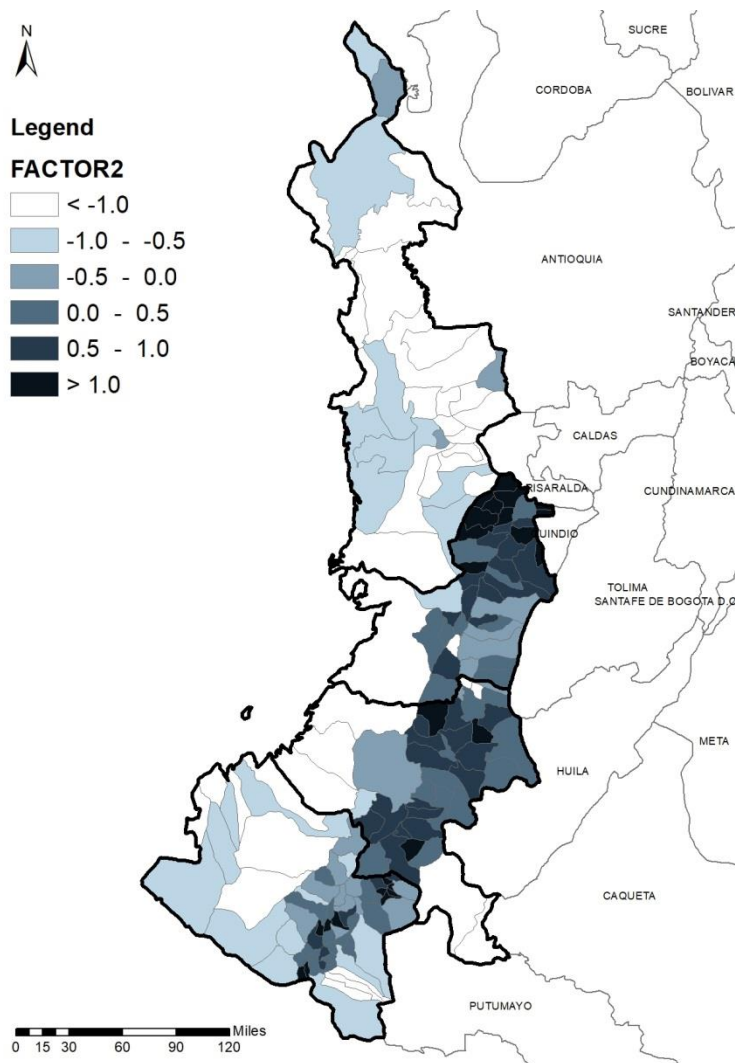 N
Legend
FACTOR2
< -1.0
-1.0 - -0.5
-0.5 - 0.0
0.0 - 0.5
0.5 - 1.0
> 1.0
SUCRE
CORDOBA
BOLIVAR
ANTIOQUIA
SANTANDER
BOYACA
CALDAS
RISARALDA
CUNDINAMARCA
UINDIO
TOLIMA
SANTAFE DE BOGOTA D.C
META
HUILA
CAQUETA
PUTUMAYO
Miles
0 15 30 60 90 120